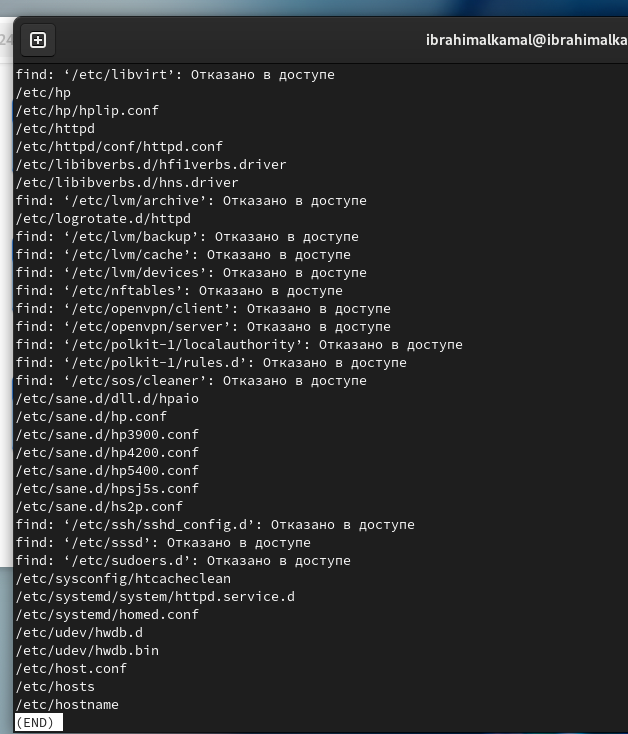 24
ibrahimalkamal@ibrahimalka
find: ‘/etc/libvirt’: Отказано в доступе
/etc/hp
/etc/hp/hplip.conf
/etc/httpd
/etc/httpd/conf/httpd.conf
/etc/libibverbs.d/hfi1verbs.driver
/etc/libibverbs.d/hns.driver
find: ‘/etc/lvm/archive’: Отказано в доступе
/etc/logrotate.d/httpd
find: ‘/etc/lvm/backup’: Отказано в доступе
find: ‘/etc/lvm/cache’: Отказано в доступе
find: ‘/etc/lvm/devices’: Отказано в доступе
find: ‘/etc/nftables’: Отказано в доступе
find: ‘/etc/openvpn/client’: Отказано в доступе
find: ‘/etc/openvpn/server’: Отказано в доступе
find: ‘/etc/polkit-1/localauthority’: Отказано в доступе
find: ‘/etc/polkit-1/rules.d’: Отказано в доступе
find: ‘/etc/sos/cleaner’: Отказано в доступе
/etc/sane.d/dll.d/hpaio
/etc/sane.d/hp.conf
/etc/sane.d/hp3900.conf
/etc/sane.d/hp4200.conf
/etc/sane.d/hp5400.conf
/etc/sane.d/hpsj5s.conf
/etc/sane.d/hs2p.conf
find: ‘/etc/ssh/sshd_config.d’: Отказано в доступе
find: ‘/etc/sssd’: Отказано в доступе
find: ‘/etc/sudoers.d’: Отказано в доступе
/etc/sysconfig/htcacheclean
/etc/systemd/system/httpd.service.d
/etc/systemd/homed.conf
/etc/udev/hwdb.d
/etc/udev/hwdb.bin
/etc/host.conf
/etc/hosts
/etc/hostname
(END)